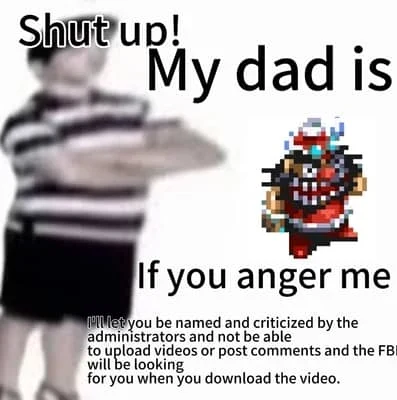 Shut up!
My dad is
If you anger me
I'll let you be named and criticized by the
administrators and not be able
to upload videos or post comments and the FBI
will be looking
for you when you download the video.